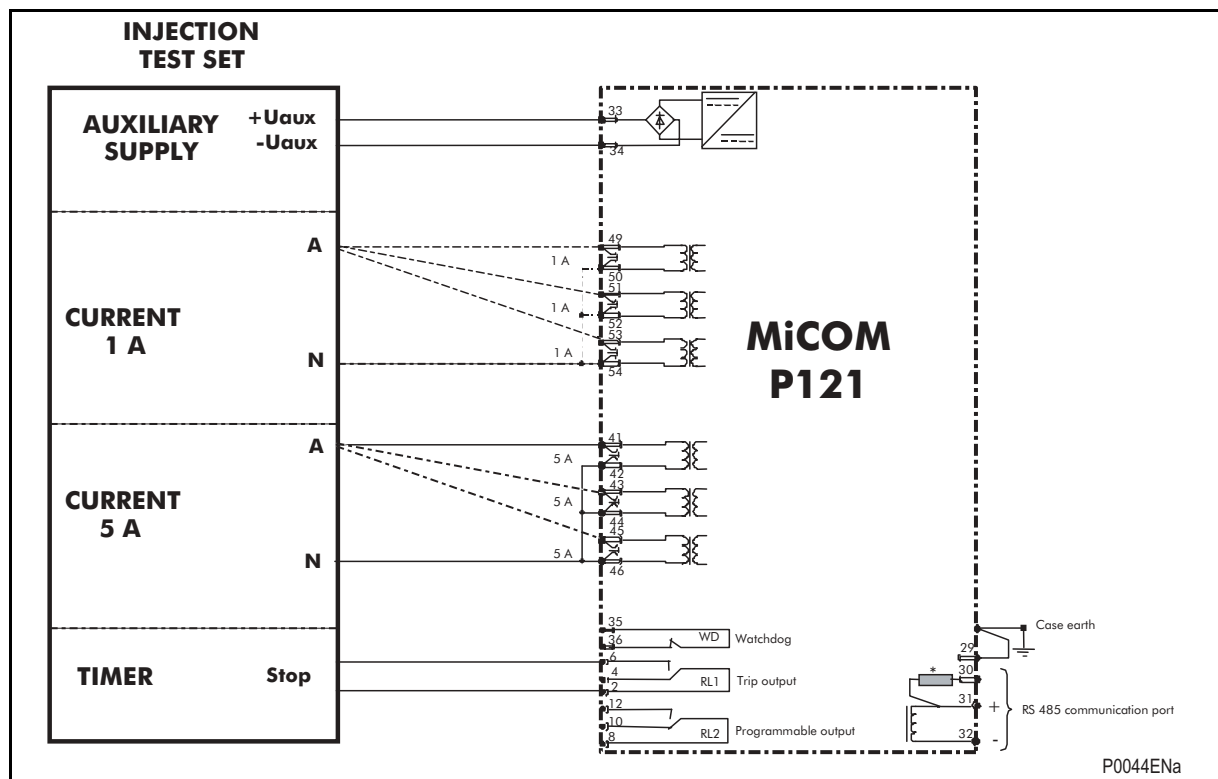 INJECTION
TEST SET
AUXILIARY
SUPPLY
+Uaux
-Uaux
33
34
CURRENT
1 A
A
N
49
1 A
50
51
1 A
52
53
1 A
54
MiCOM
P121
CURRENT
5 A
A
N
41
5 A
42
43
5 A
44
45
5 A
46
TIMER
Stop
35
36
WD
Watchdog
6
4
2
RL1
Trip output
12
10
8
RL2
Programmable output
Case earth
29
*
30
31
+
32
-
RS 485 communication port
P0044ENa